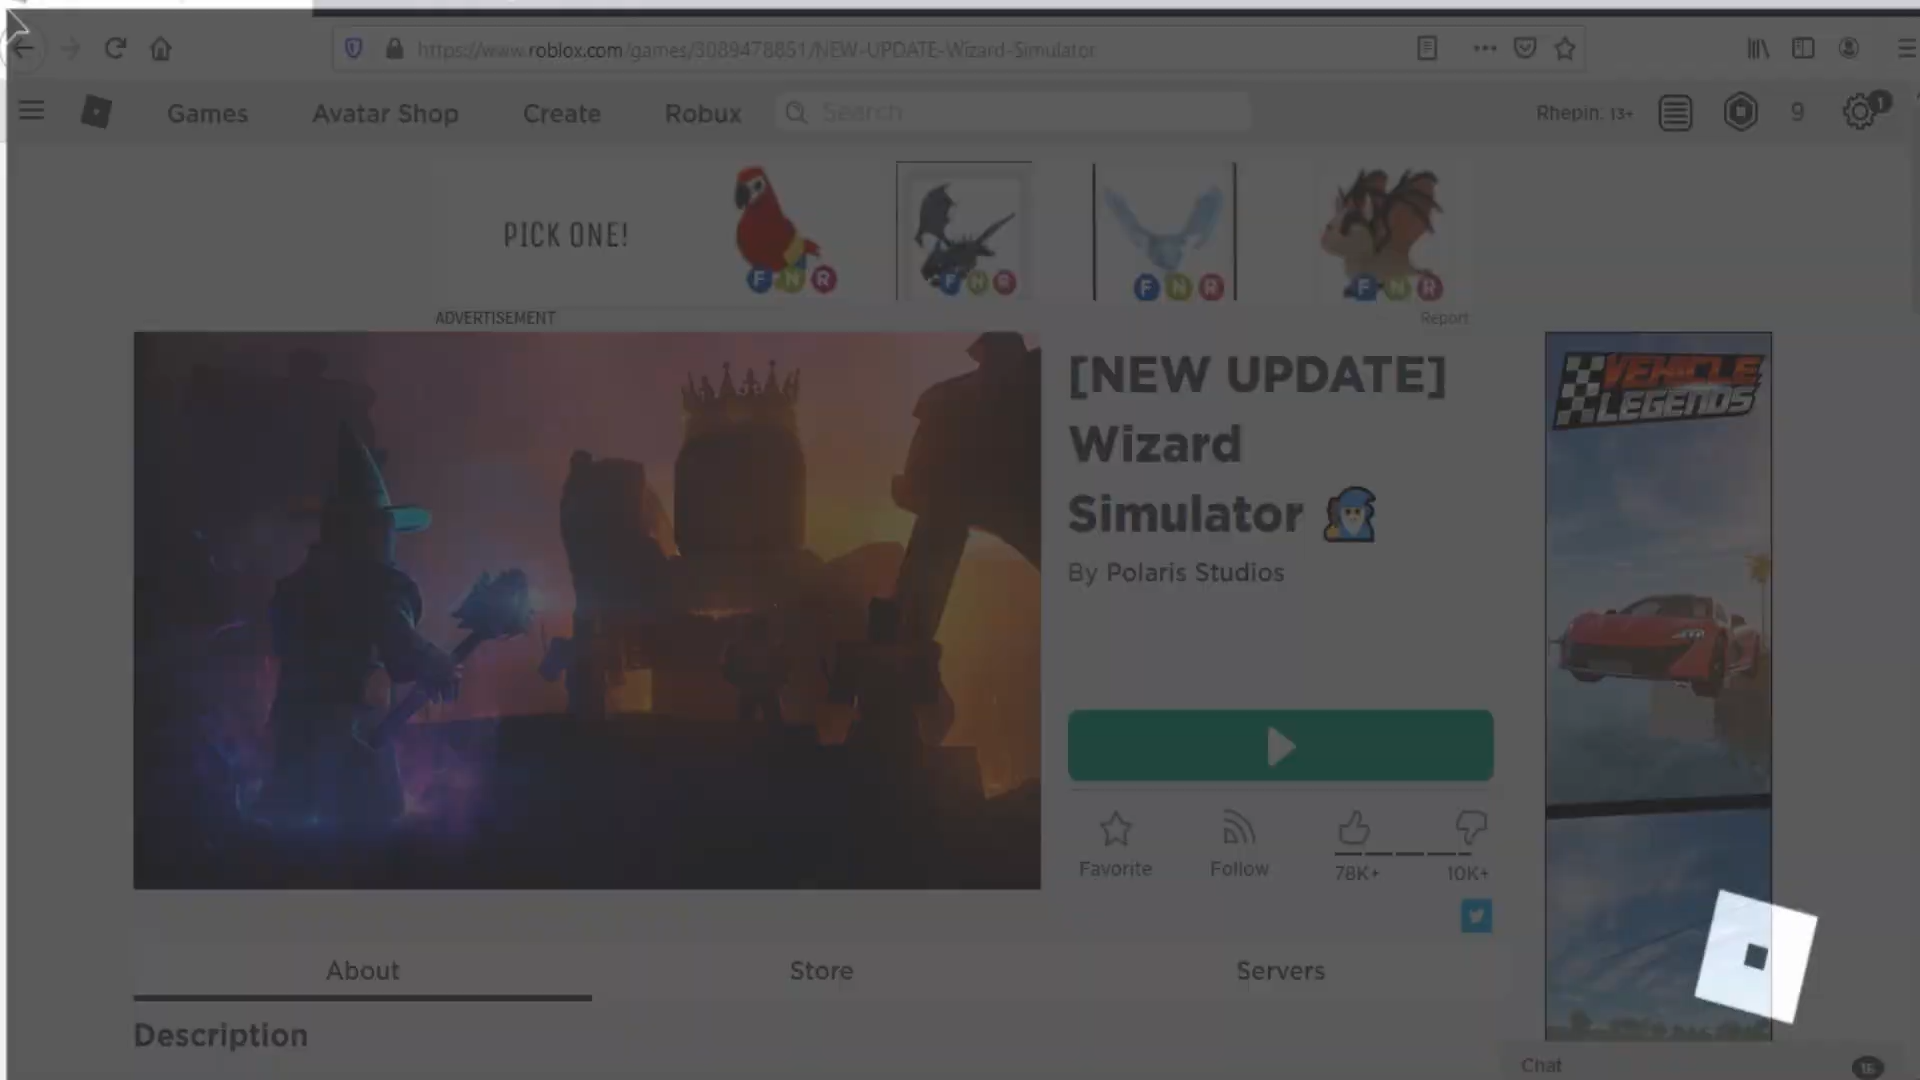 https://www.roblox.com/games/3089478851/NEW-UPDATE-Wizard-Simulator
Games
Avatar Shop
Create
Robux
Search
Rhepin. 13+
9
1
PICK ONE!
F N R
F N R
F N R
F N R
ADVERTISEMENT
Report
[NEW UPDATE]
Wizard
Simulator
By Polaris Studios
VEHICLE
LEGENDS
Favorite
Follow
78K+
10K+
About
Store
Servers
Description
Chat
16